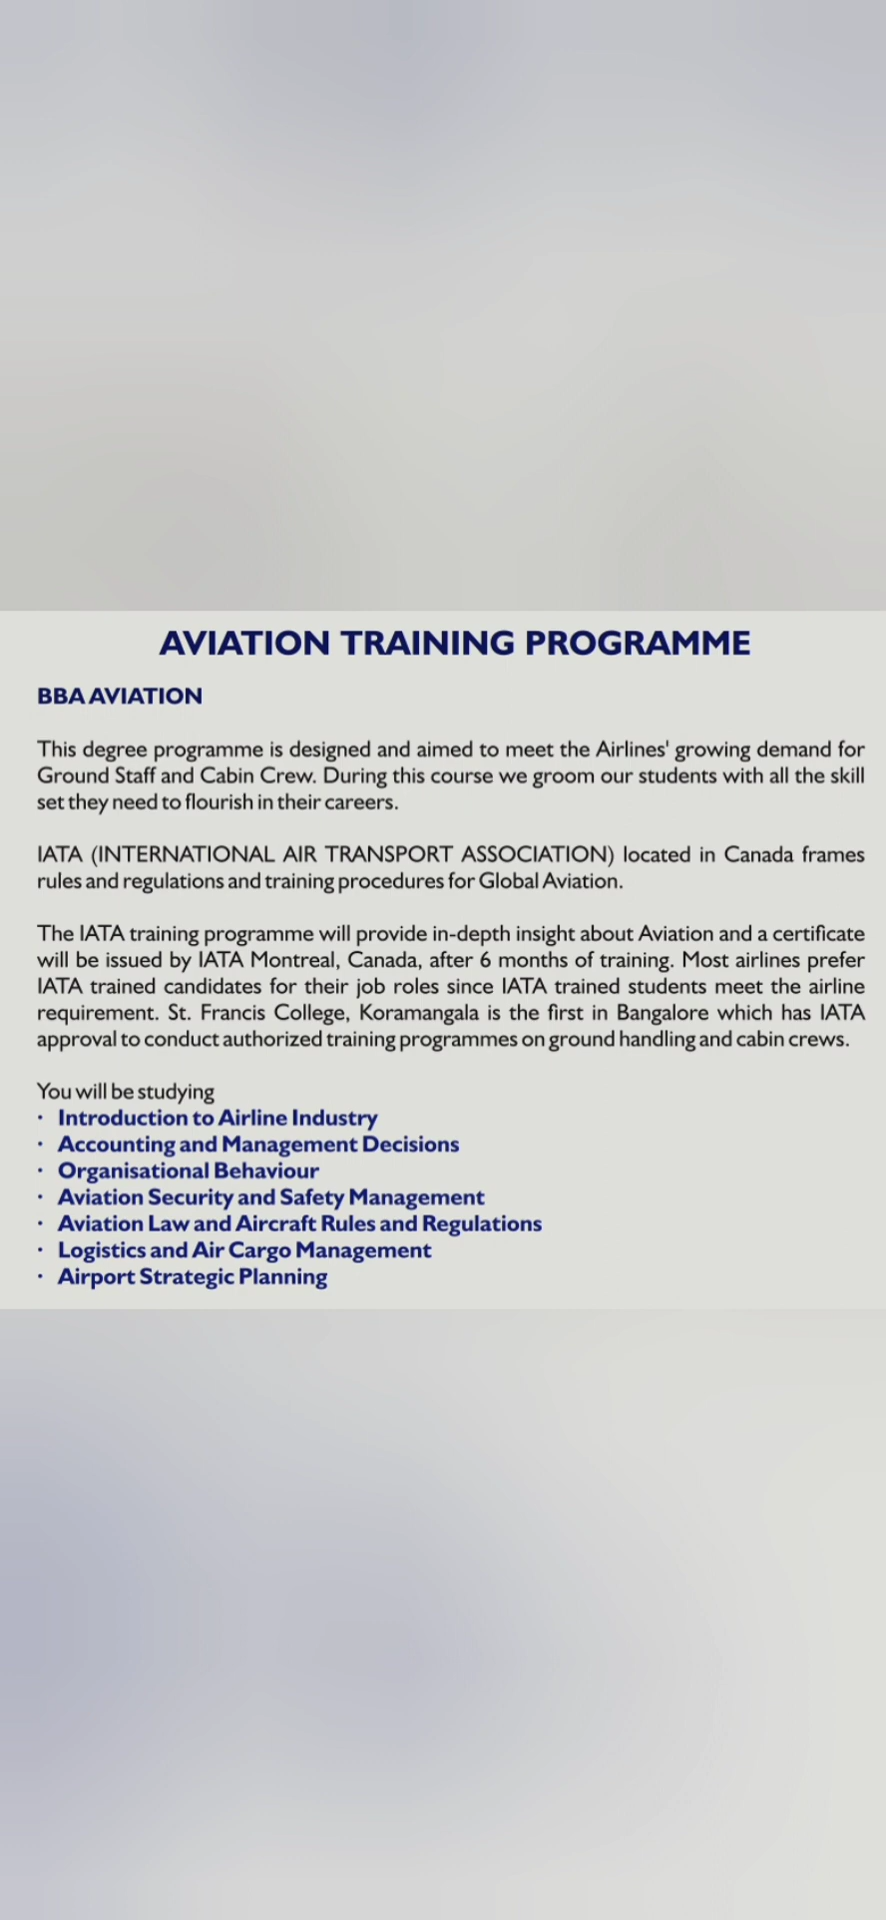 AVIATION TRAINING PROGRAMME
BBA AVIATION
This degree programme is designed and aimed to meet the Airlines' growing demand for
Ground Staff and Cabin Crew. During this course we groom our students with all the skill
set they need to flourish in their careers.
IATA (INTERNATIONAL AIR TRANSPORT ASSOCIATION) located in Canada frames
rules and regulations and training procedures for Global Aviation.
The IATA training programme will provide in-depth insight about Aviation and a certificate
will be issued by IATA Montreal, Canada, after 6 months of training. Most airlines prefer
IATA trained candidates for their job roles since IATA trained students meet the airline
requirement. St. Francis College, Koramangala is the first in Bangalore which has IATA
approval to conduct authorized training programmes on ground handling and cabin crews.
You will be studying
· Introduction to Airline Industry
· Accounting and Management Decisions
· Organisational Behaviour
· Aviation Security and Safety Management
· Aviation Law and Aircraft Rules and Regulations
· Logistics and Air Cargo Management
· Airport Strategic Planning